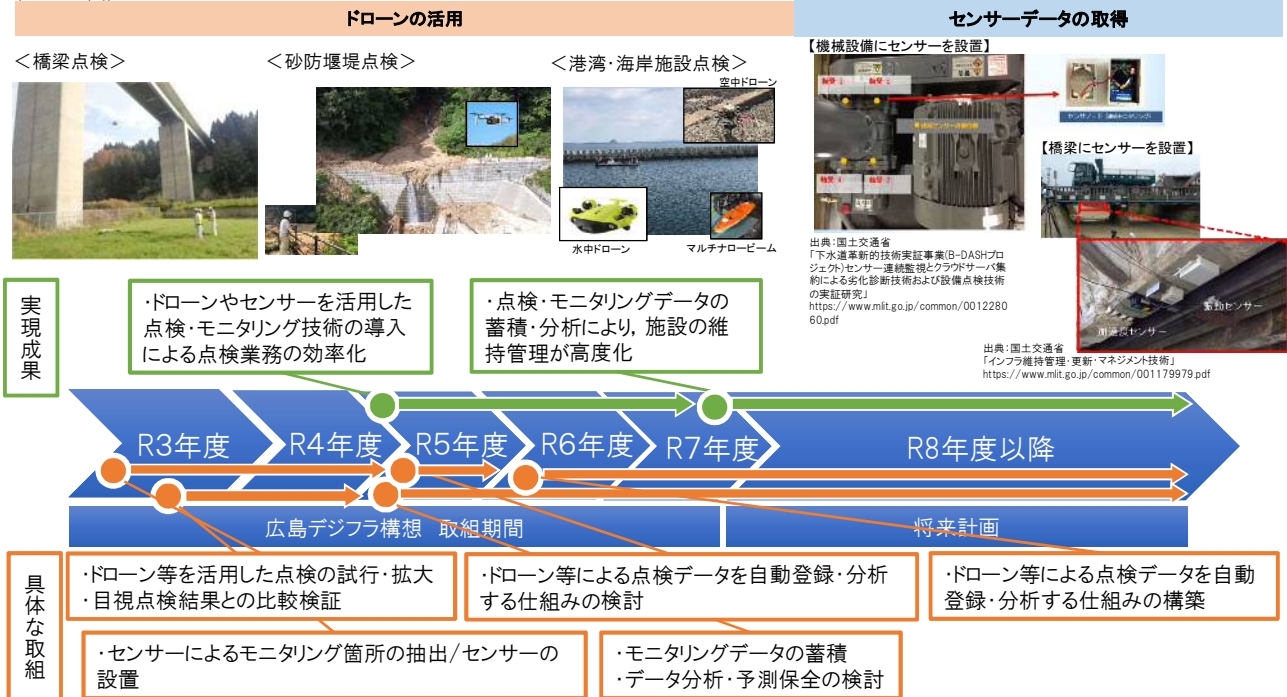 ドローンの活用
センサーデータの取得
＜橋梁点検＞
＜砂防堰堤点検＞
＜港湾・海岸施設点検＞
空中ドローン
水中ドローン
マルチナロービーム
【機械設備にセンサーを設置】
【橋梁にセンサーを設置】
振動センサー
出典：国土交通省
「下水道革新的技術実証事業(B-DASHプロ
ジェクト)センサー連続監視とクラウドサーバ集
約による劣化診断技術および設備点検技術
の実証研究」
https://www.mlit.go.jp/common/0012280
60.pdf
出典：国土交通省
「インフラ維持管理・更新・マネジメント技術」
https://www.mlit.go.jp/common/001179979.pdf
実現成果
・ドローンやセンサーを活用した
点検・モニタリング技術の導入
による点検業務の効率化
・点検・モニタリングデータの
蓄積・分析により，施設の維
持管理が高度化
R3年度
R4年度
R5年度
R6年度
R7年度
R8年度以降
広島デジフラ構想　取組期間
将来計画
具体な取組
・ドローン等を活用した点検の試行・拡大
・目視点検結果との比較検証
・ドローン等による点検データを自動登録・分析
する仕組みの検討
・ドローン等による点検データを自動
登録・分析する仕組みの構築
・センサーによるモニタリング箇所の抽出/センサーの
設置
・モニタリングデータの蓄積
・データ分析・予測保全の検討